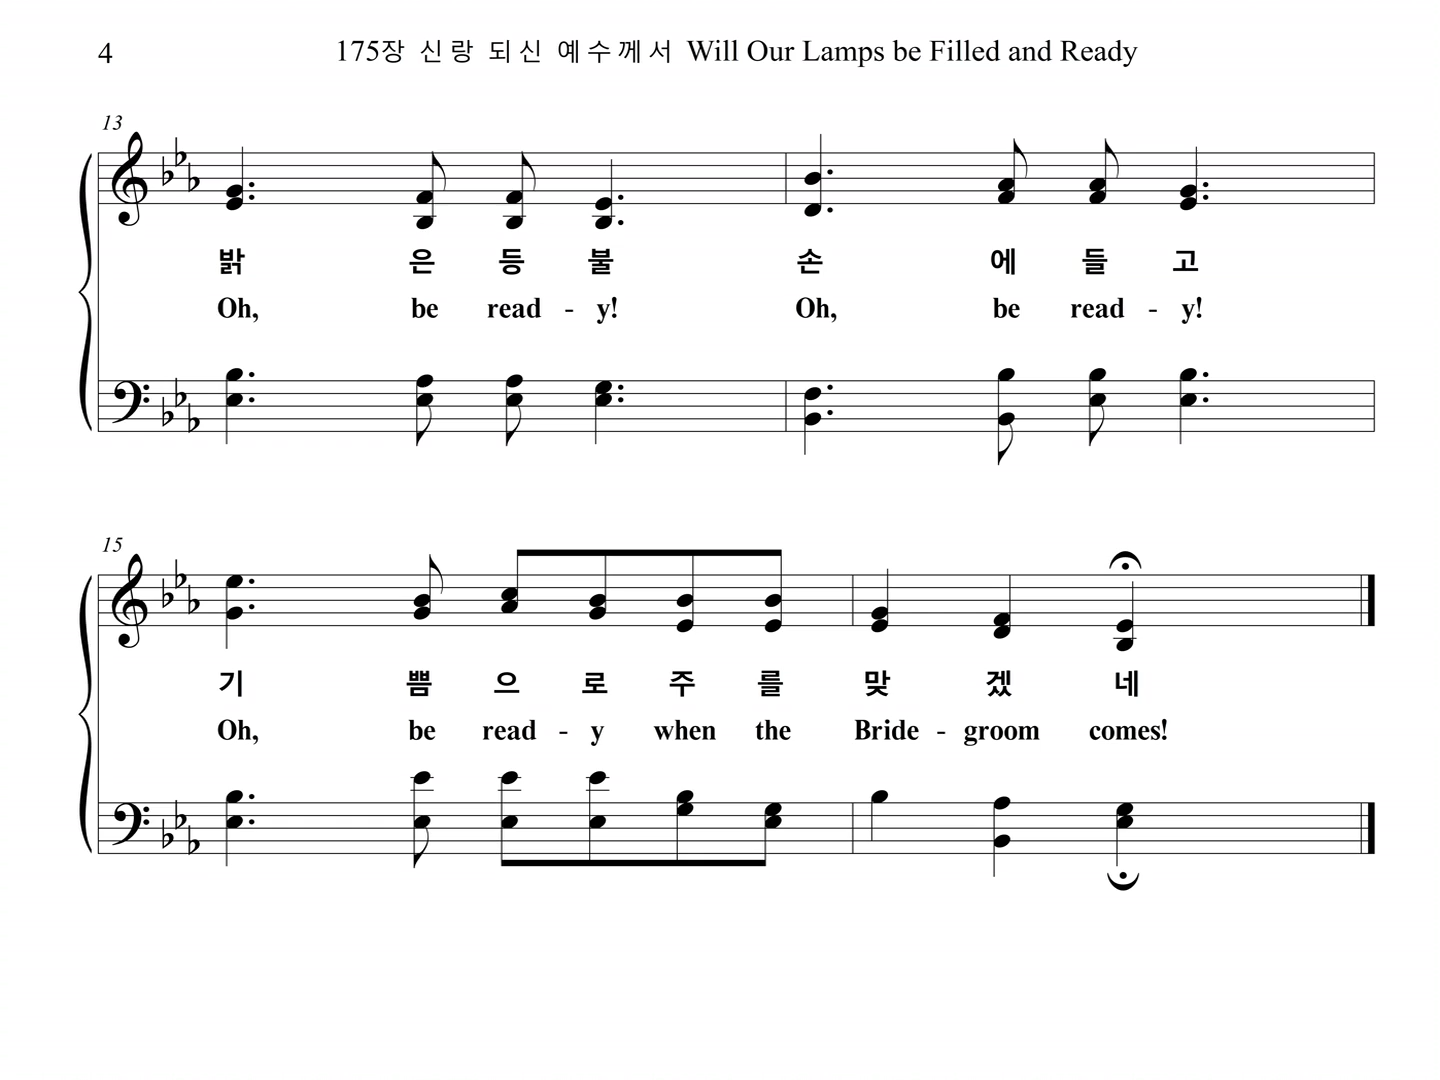 4
175장 신랑 되신 예수께서 Will Our Lamps be Filled and Ready
13
밝 은 등 불 손 에 들 고
Oh, be read - y! Oh, be read - y!
15
기 쁨 으 로 주 를 맞 겠 네
Oh, be read - y when the Bride - groom comes!